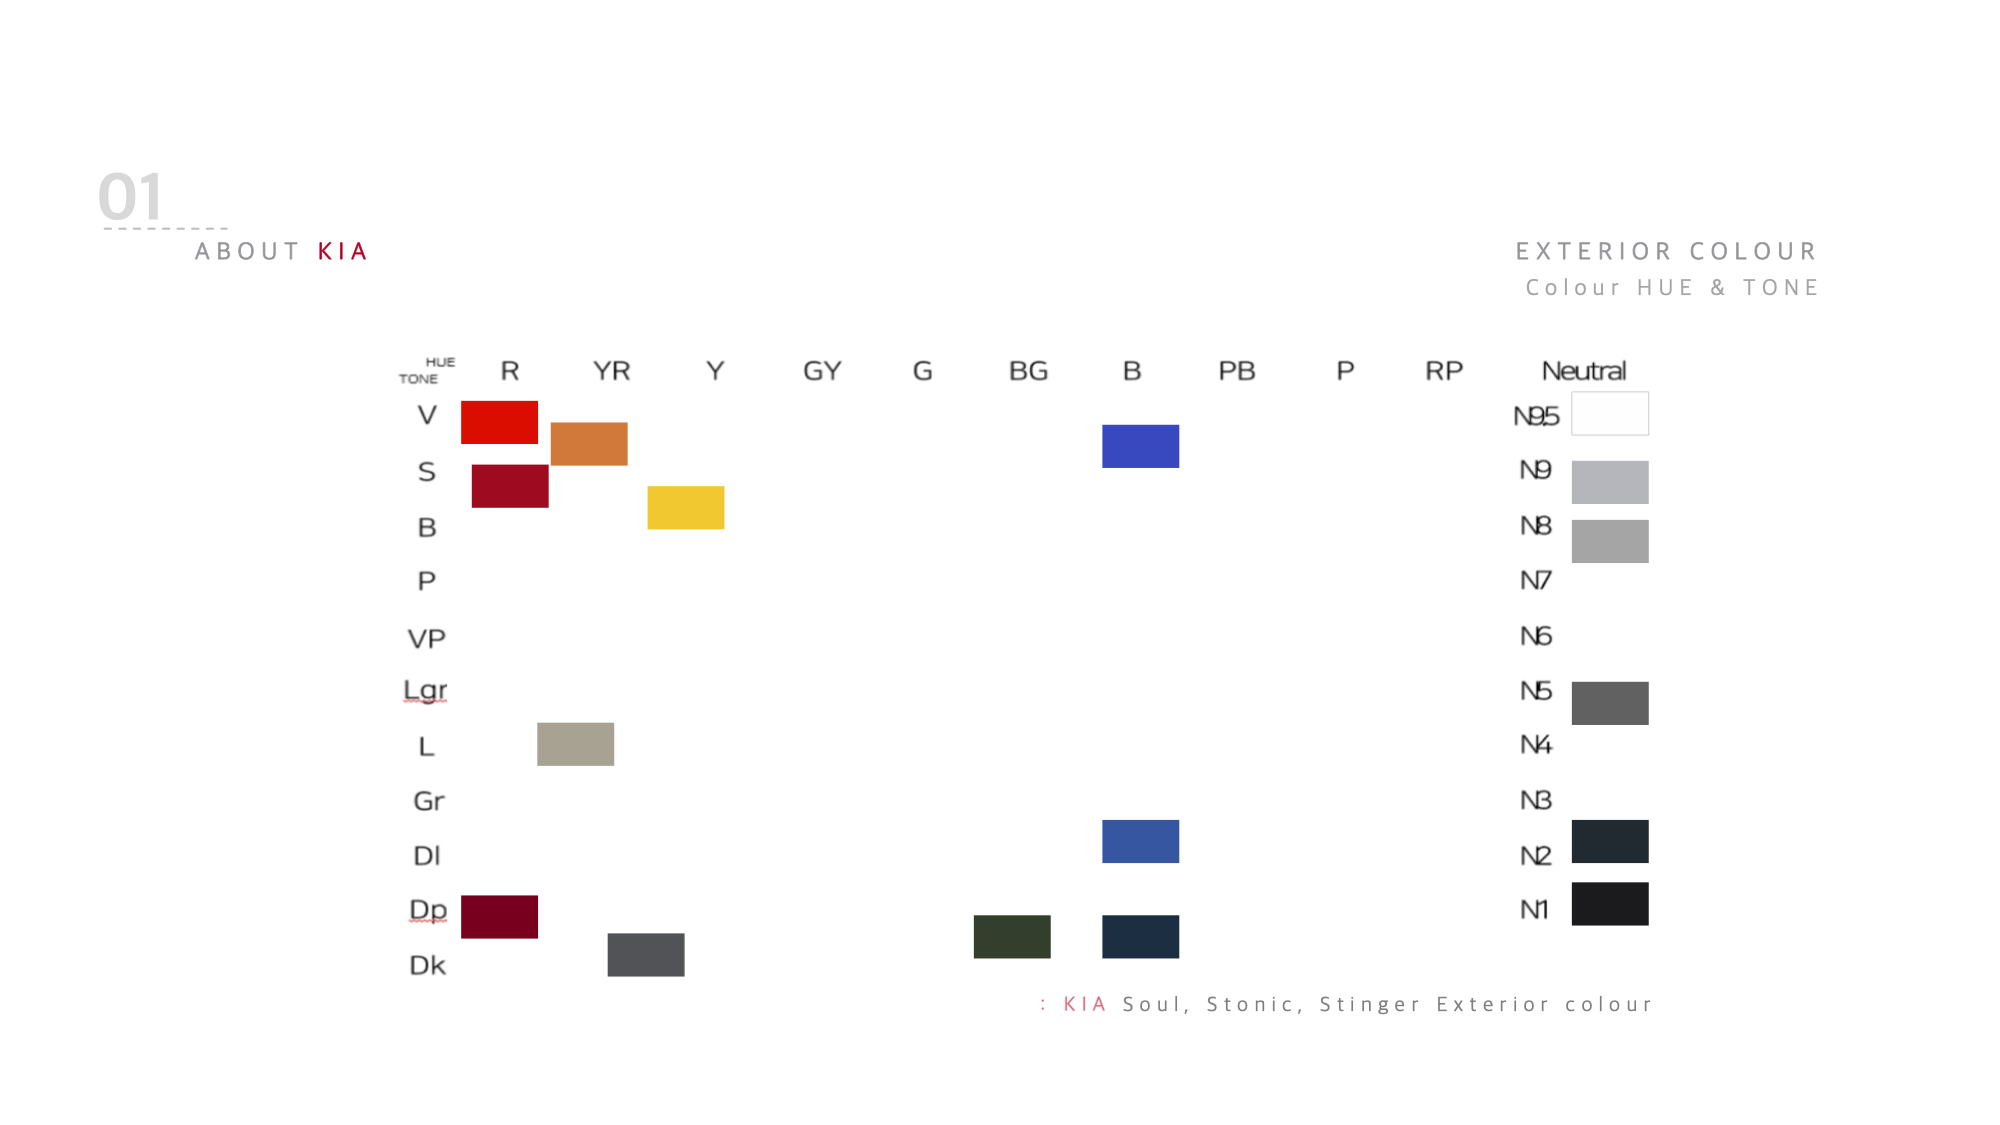 01
ABOUT KIA
EXTERIOR COLOUR
Colour HUE & TONE
HUE
TONE
R YR Y GY G BG B PB P RP Neutral
V N9.5
S N9
B N8
P N7
VP N6
Lgr N5
L N4
Gr N3
Dl N2
Dp N1
Dk
: KIA Soul, Stonic, Stinger Exterior colour